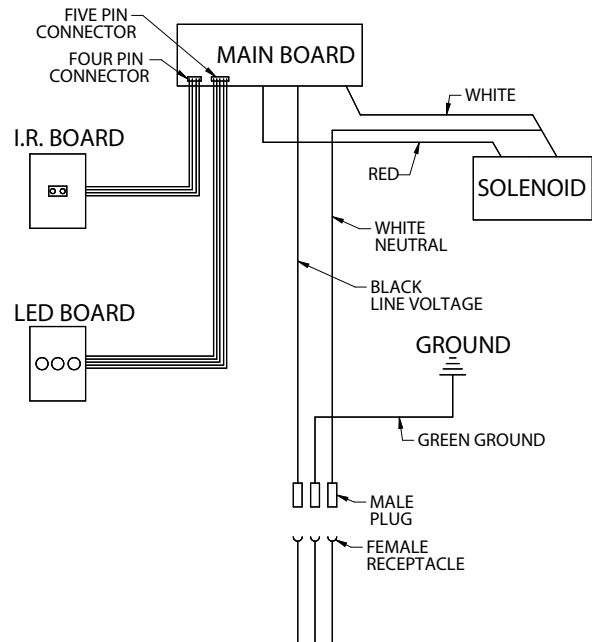 FIVE PIN
CONNECTOR
FOUR PIN
CONNECTOR
MAIN BOARD
WHITE
I.R. BOARD
RED
SOLENOID
WHITE
NEUTRAL
BLACK
LINE VOLTAGE
LED BOARD
GROUND
GREEN GROUND
MALE
PLUG
FEMALE
RECEPTACLE